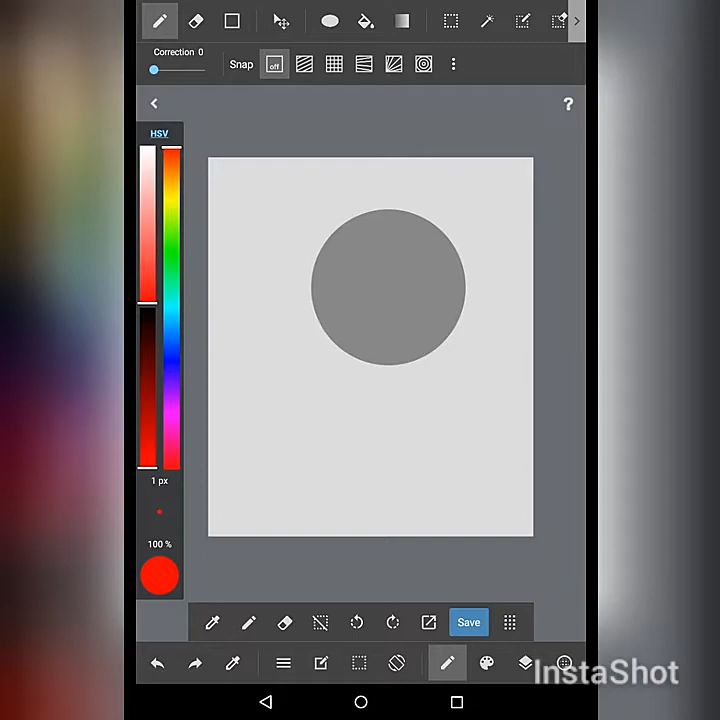 Correction 0
Snap
off
?
HSV
1 px
100 %
Save
InstaShot